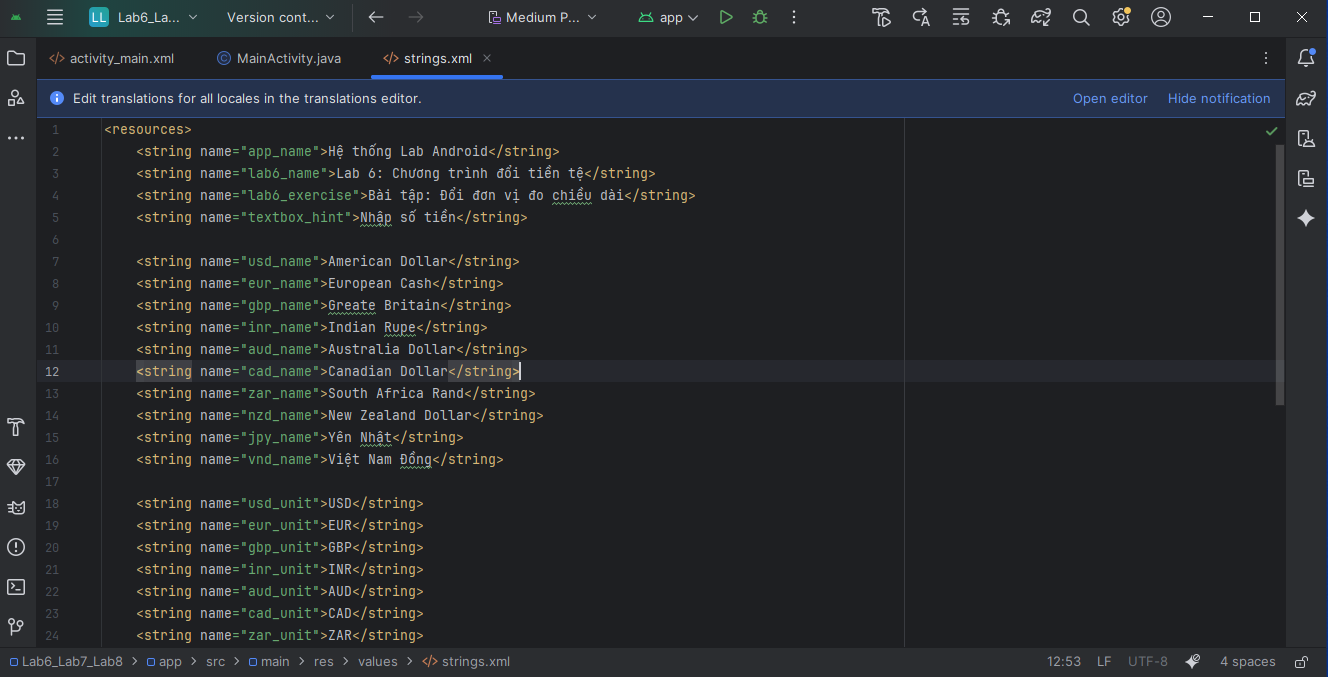 LL Lab6_La... Version cont... Medium P... app
activity_main.xml MainActivity.java strings.xml
Edit translations for all locales in the translations editor. Open editor Hide notification
1 <resources>
2 <string name="app_name">Hệ thống Lab Android</string>
3 <string name="lab6_name">Lab 6: Chương trình đổi tiền tệ</string>
4 <string name="lab6_exercise">Bài tập: Đổi đơn vị đo chiều dài</string>
5 <string name="textbox_hint">Nhập số tiền</string>
6
7 <string name="usd_name">American Dollar</string>
8 <string name="eur_name">European Cash</string>
9 <string name="gbp_name">Greate Britain</string>
10 <string name="inr_name">Indian Rupe</string>
11 <string name="aud_name">Australia Dollar</string>
12 <string name="cad_name">Canadian Dollar</string>
13 <string name="zar_name">South Africa Rand</string>
14 <string name="nzd_name">New Zealand Dollar</string>
15 <string name="jpy_name">Yên Nhật</string>
16 <string name="vnd_name">Việt Nam Đồng</string>
17
18 <string name="usd_unit">USD</string>
19 <string name="eur_unit">EUR</string>
20 <string name="gbp_unit">GBP</string>
21 <string name="inr_unit">INR</string>
22 <string name="aud_unit">AUD</string>
23 <string name="cad_unit">CAD</string>
24 <string name="zar_unit">ZAR</string>
Lab6_Lab7_Lab8 > app > src > main > res > values > strings.xml 12:53 LF UTF-8 4 spaces